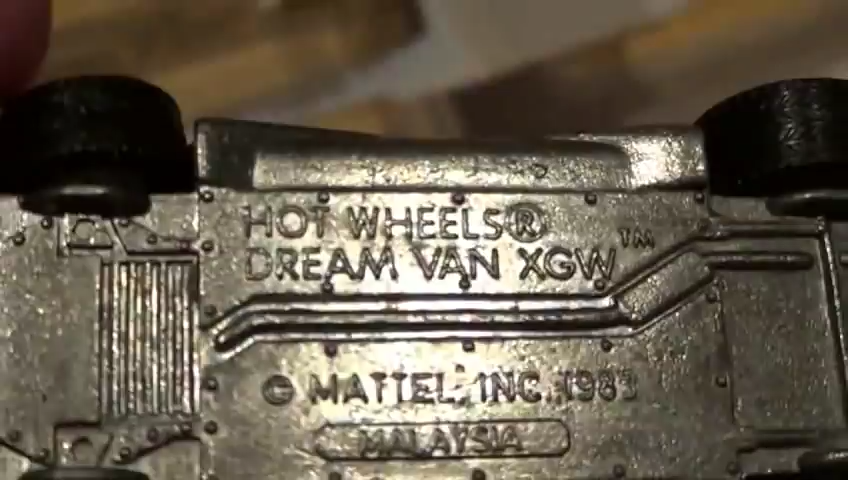 HOT WHEELS®
DREAM VAN XGW™
© MATTEL, INC. 1983
MALAYSIA